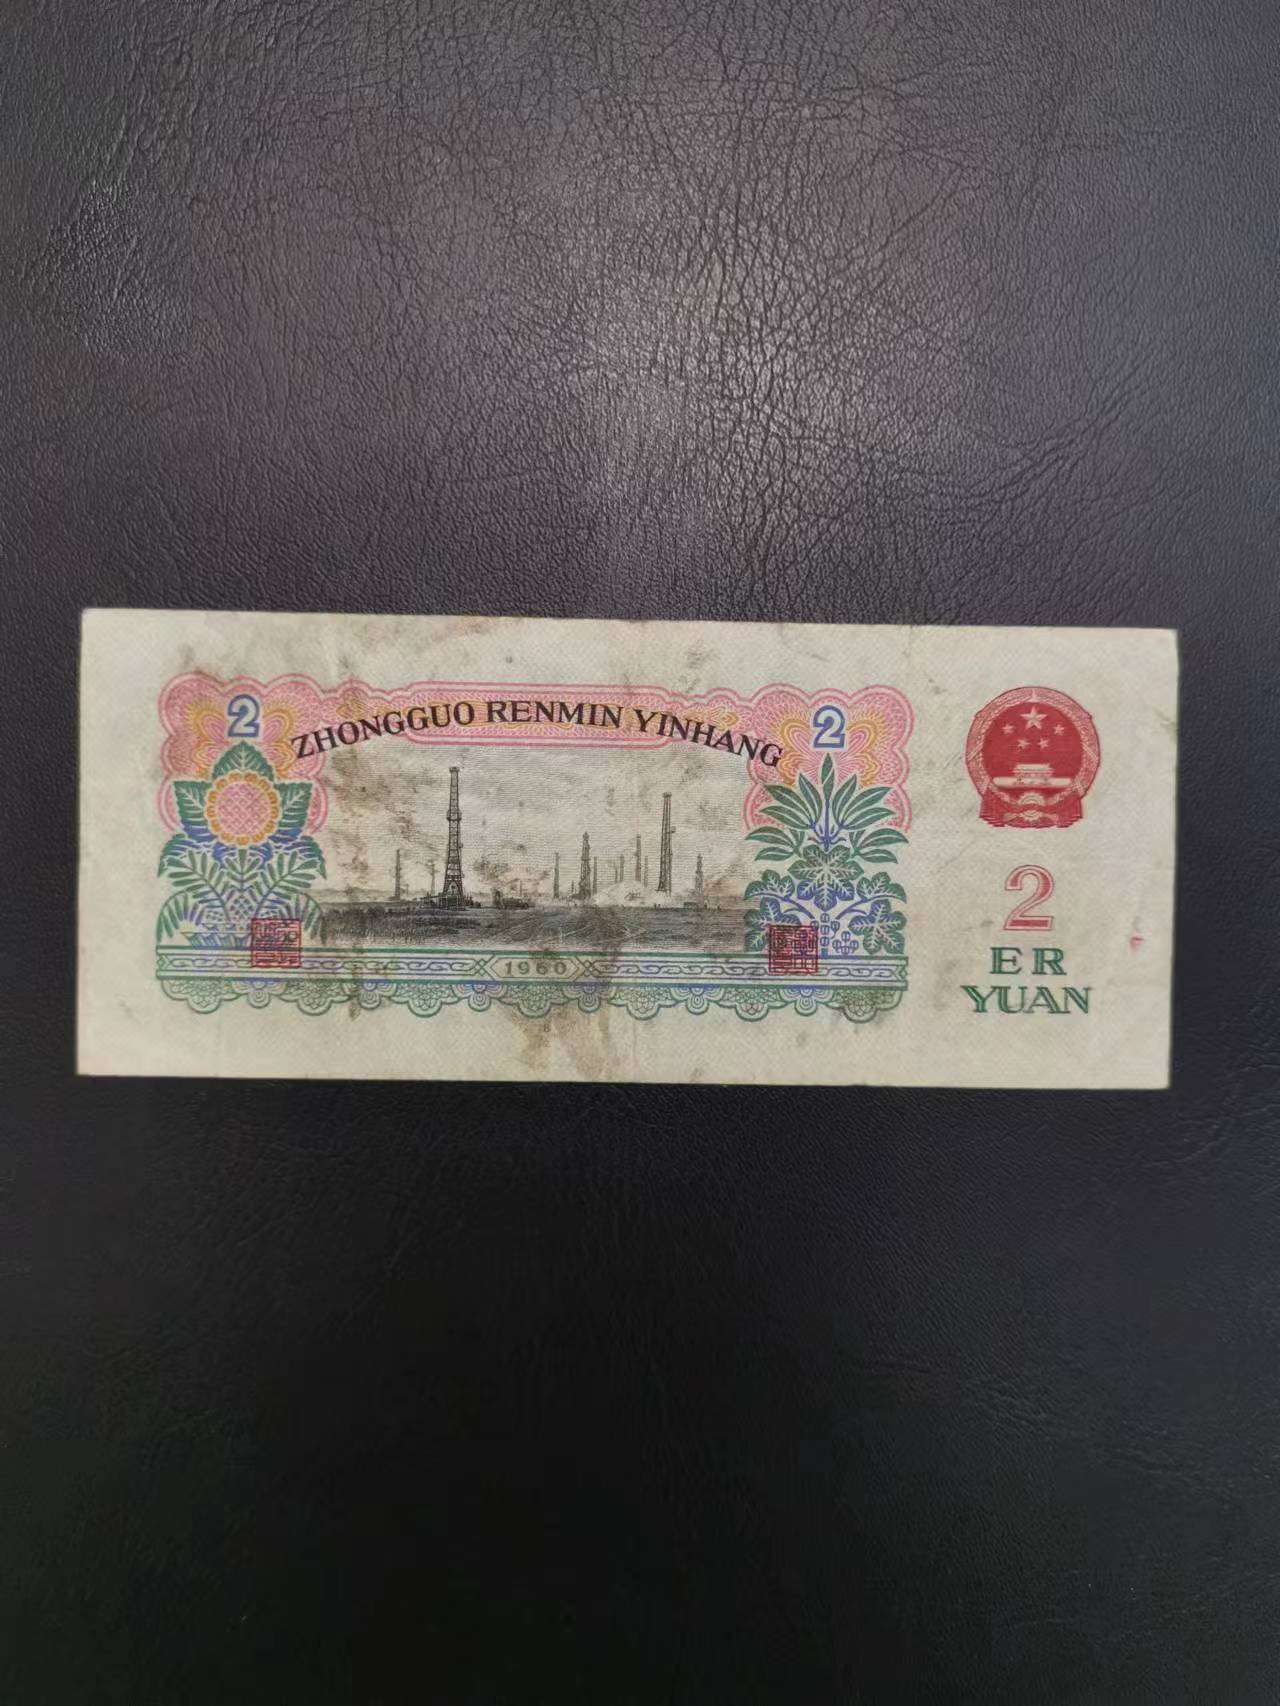 2
ZHONGGUO RENMIN YINHANG
2
1960
2
ER
YUAN